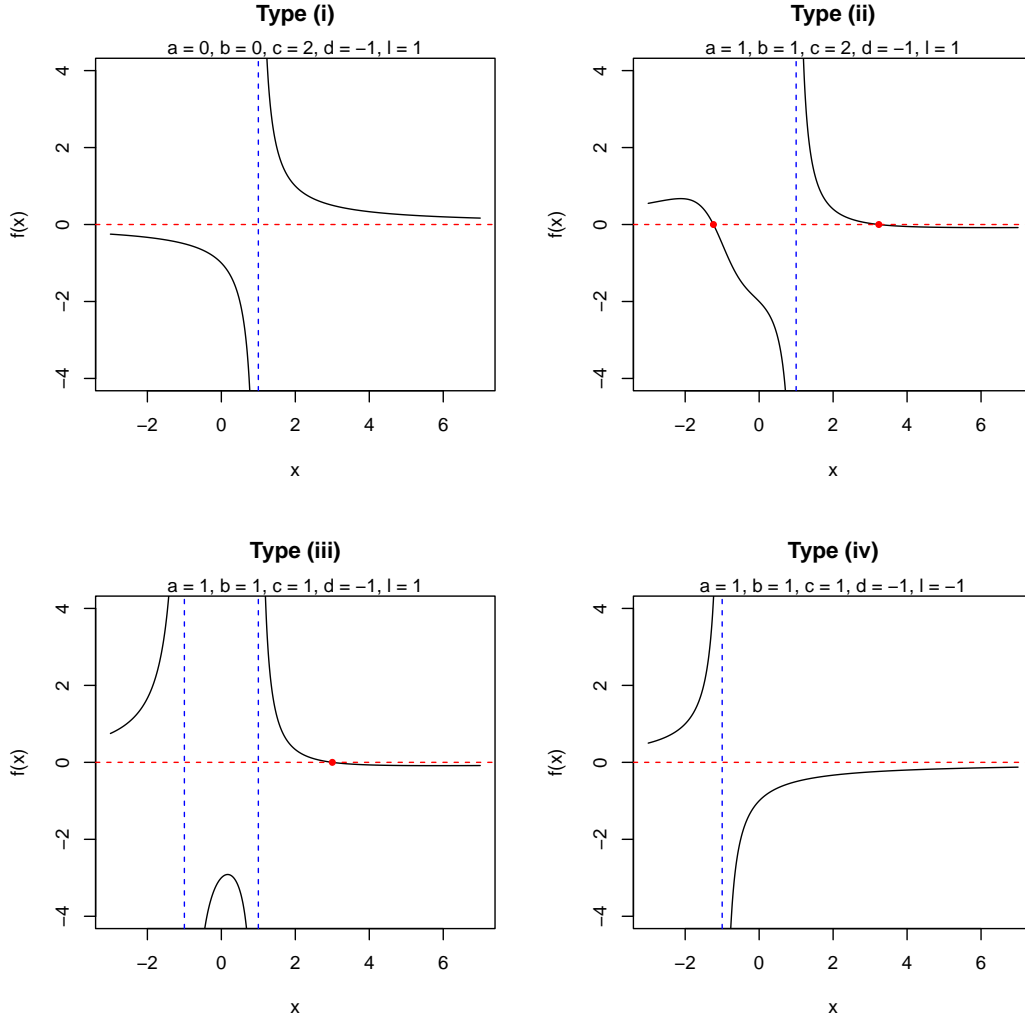 Type (i)
a = 0, b = 0, c = 2, d = −1, l = 1
4
2
0
−2
−4
f(x)
−2 0 2 4 6
x
Type (ii)
a = 1, b = 1, c = 2, d = −1, l = 1
4
2
0
−2
−4
f(x)
−2 0 2 4 6
x
Type (iii)
a = 1, b = 1, c = 1, d = −1, l = 1
4
2
0
−2
−4
f(x)
−2 0 2 4 6
x
Type (iv)
a = 1, b = 1, c = 1, d = −1, l = −1
4
2
0
−2
−4
f(x)
−2 0 2 4 6
x